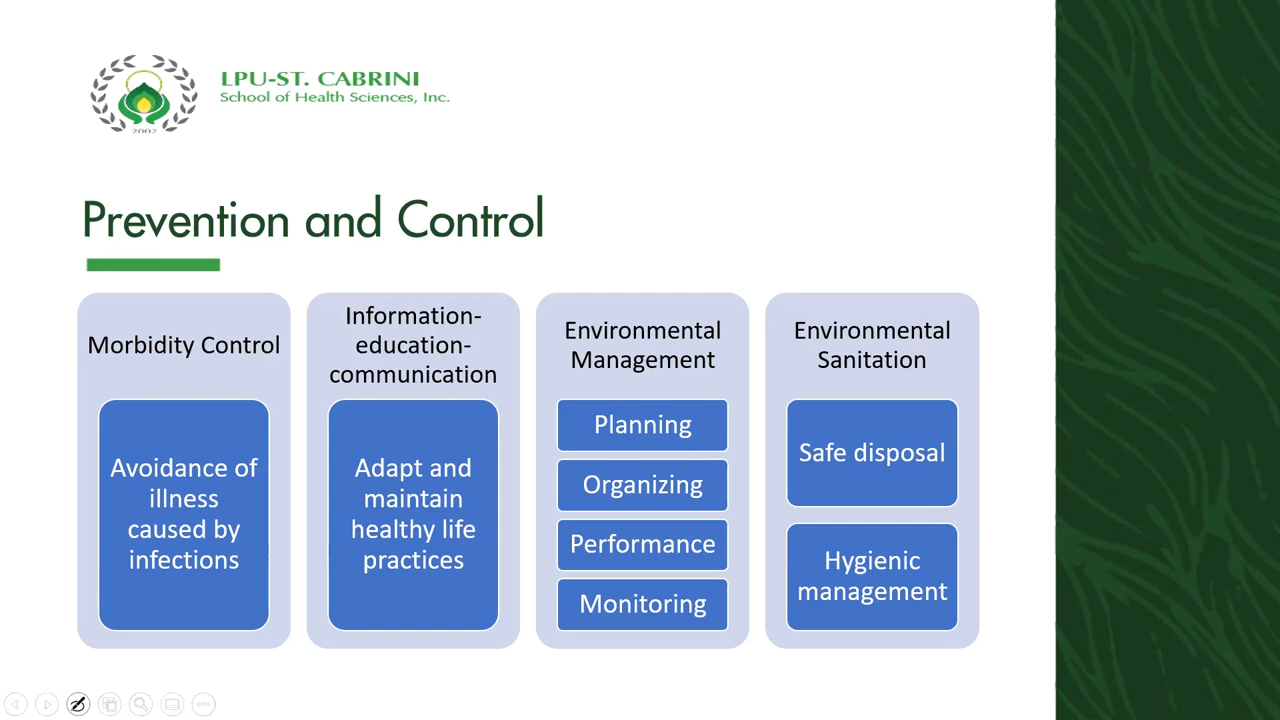 LPU-ST. CABRINI
School of Health Sciences, Inc.
2002
Prevention and Control
Morbidity Control
Avoidance of
illness
caused by
infections
Information-
education-
communication
Adapt and
maintain
healthy life
practices
Environmental
Management
Planning
Organizing
Performance
Monitoring
Environmental
Sanitation
Safe disposal
Hygienic
management